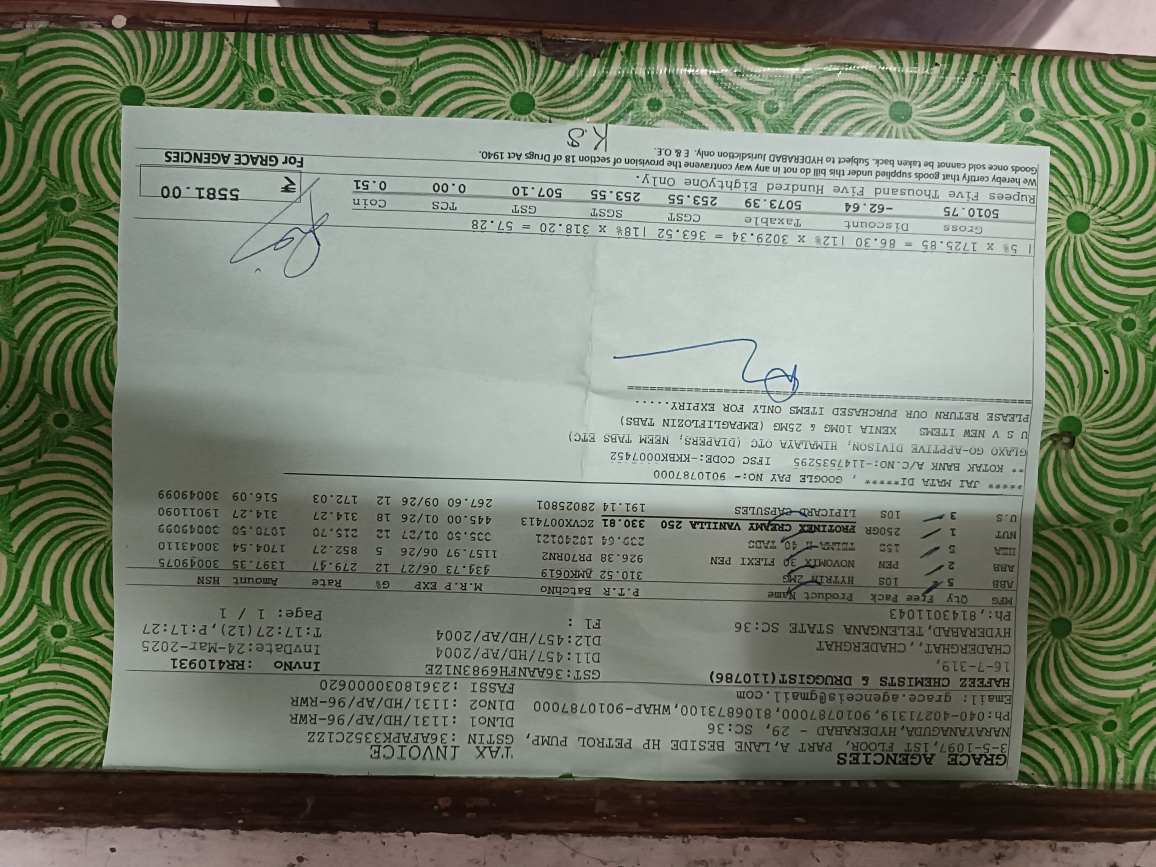 GRACE AGENCIES
TAX INVOICE
3-5-1097,1ST FLOOR, PART A,LANE BESIDE HP PETROL PUMP, GSTIN :36AFAPK3352C1ZZ
NARAYANAGUDA,HYDERABAD - 29, SC:36 DLNO1 :1131/HD/AP/96-RWR
Ph:040-40271319,9010787000,8106873100,WHAP-9010787000 DLNO2 :1131/HD/AP/96-RWR
Email: grace.agenceis@gmail.com FASSI :23618030000620
HAFEEZ CHEMISTS & DRUGGIST(110786) GST:36AAAHFH6983N1ZE InvNo :RR410931
16-7-319, Dl1:457/HD/AP/2004 InvDate:24-Mar-2025
CHADERGHAT,,CHADERGHAT Dl2:457/HD/AP/2004 T:17:27(12),P:17:27
HYDERABAD,TELENGANA STATE SC:36 Fl : Page: 1 / 1
Ph:,8143011043
MFG Qty Free Pack Product Name P.T.R BatchNo M.R.P EXP G% Rate Amount HSN
ABB 5 10S HYTRIN 2MG 310.52 AMK0619 434.73 06/27 12 279.47 1397.35 30049075
ABB 2 PEN NOVOMIX 30 FLEXI PEN 926.38 PR70RN2 1157.97 06/26 5 852.27 1704.54 30043110
5 15S TELMA H 40 TABS 239.64 18240121 335.50 01/27 12 215.70 1078.50 30049099
NUT 1 250GR PROTINEX CREAMY VANILLA 250 330.81 ZCVX007413 445.00 01/26 18 314.27 314.27 19011090
U.S 3 10S LIPICARD CAPSULES 191.14 28025801 267.60 09/26 12 172.03 516.09 30049099
***** JAI MATA DI***** , GOOGLE PAY NO:- 9010787000
** KOTAK BANK A/C.NO:-1147535295 IFSC CODE:-KKBK0007452
GLAXO GO-APPTIVE DIVISON, HIMALAYA OTC (DIAPERS, NEEM TABS ETC)
U S V NEW ITEMS XENIA 10MG & 25MG (EMPAGLIFLOZIN TABS)
PLEASE RETURN OUR PURCHASED ITEMS ONLY FOR EXPIRY.....
| 5% x 1725.85 = 86.30 |12% x 3029.34 = 363.52 |18% x 318.20 = 57.28
Gross Discount Taxable CGST SGST GST TCS Coin
5010.75 -62.64 5073.39 253.55 253.55 507.10 0.00 0.51 ₹ 5581.00
Rupees Five Thousand Five Hundred Eightyone Only.
We hereby certify that goods supplied under this bill do not in any way contravene the provision of section 18 of Drugs Act 1940. For GRACE AGENCIES
Goods once sold cannot be taken back. Subject to HYDERABAD Jurisdiction only. E & O.E.
K.S